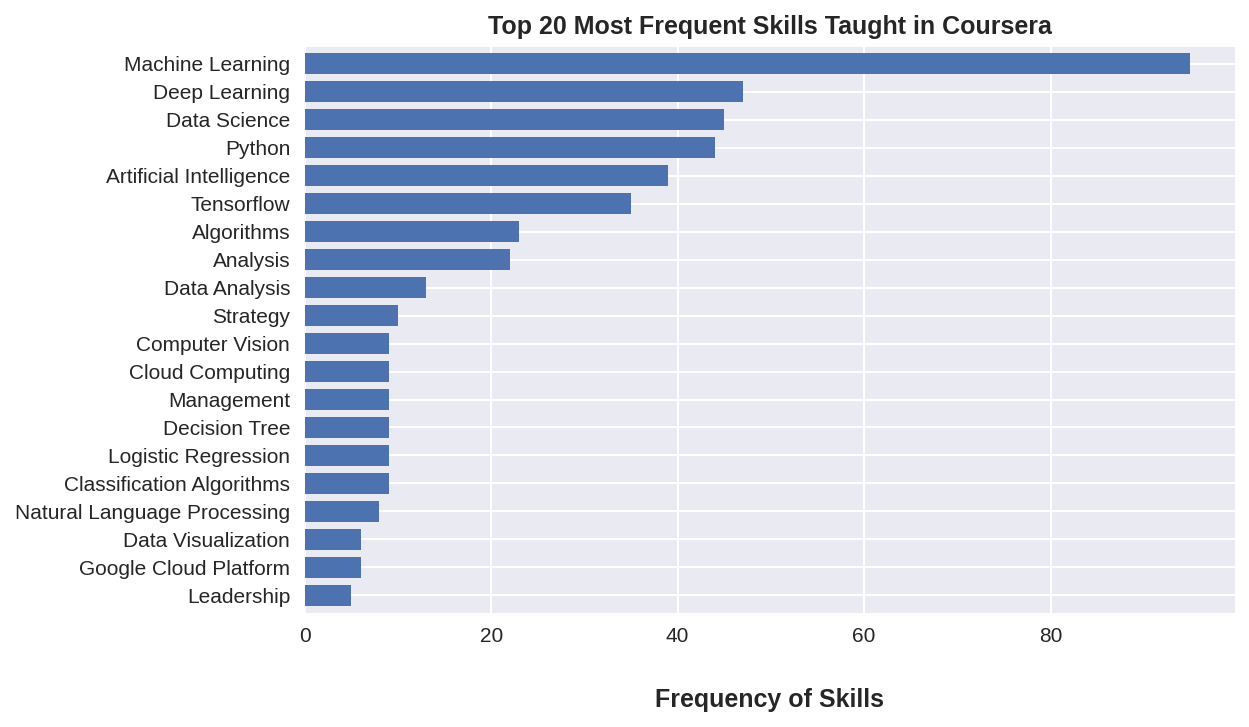 Top 20 Most Frequent Skills Taught in Coursera
Machine Learning
Deep Learning
Data Science
Python
Artificial Intelligence
Tensorflow
Algorithms
Analysis
Data Analysis
Strategy
Computer Vision
Cloud Computing
Management
Decision Tree
Logistic Regression
Classification Algorithms
Natural Language Processing
Data Visualization
Google Cloud Platform
Leadership
0 20 40 60 80
Frequency of Skills